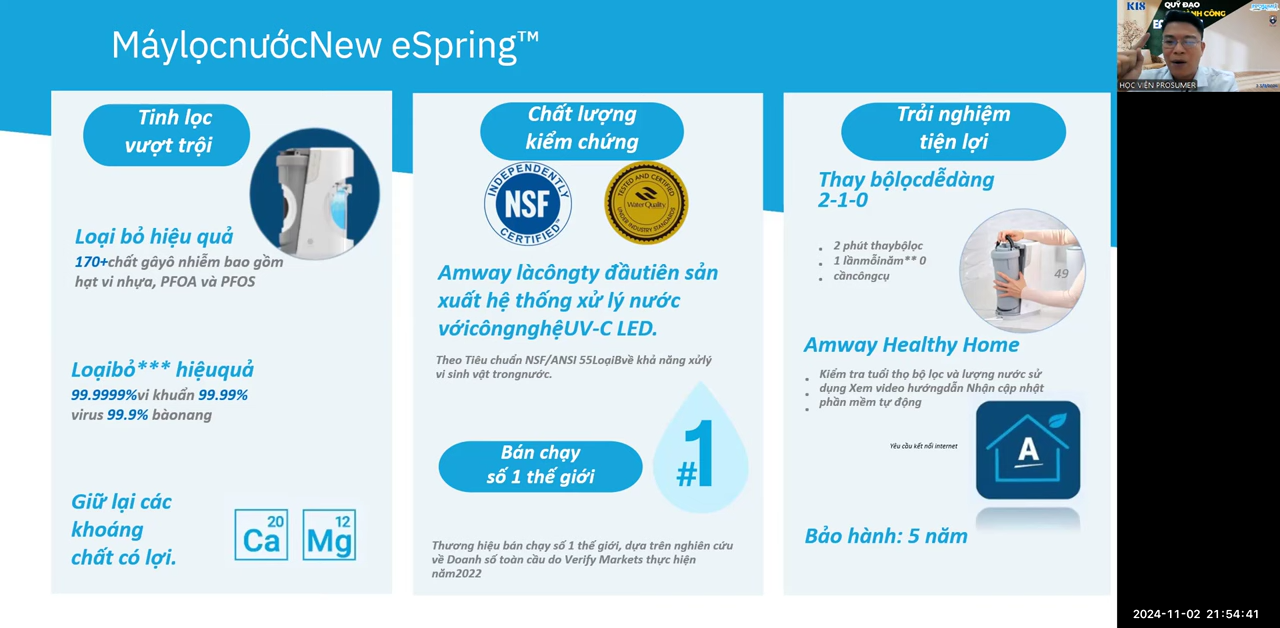 MáylọcnướcNew eSpring™
Tinh lọc
vượt trội
Loại bỏ hiệu quả
170+chất gâyô nhiễm bao gồm
hạt vi nhựa, PFOA và PFOS
Loạibỏ*** hiệuquả
99.9999%vi khuẩn 99.99%
virus 99.9% bàonang
Giữ lại các
khoáng
chất có lợi.
20
Ca
12
Mg
Chất lượng
kiểm chứng
INDEPENDENTLY
NSF
CERTIFIED™
TESTED AND CERTIFIED
Water Quality
UNDER INDUSTRY STANDARDS
Amway làcôngty đầutiên sản
xuất hệ thống xử lý nước
vớicôngnghệUV-C LED.
Theo Tiêu chuẩn NSF/ANSI 55LoạiBvề khả năng xửlý
vi sinh vật trongnước.
Bán chạy
số 1 thế giới
#1
Thương hiệu bán chạy số 1 thế giới, dựa trên nghiên cứu
về Doanh số toàn cầu do Verify Markets thực hiện
năm2022
Trải nghiệm
tiện lợi
Thay bộlọcdễdàng
2-1-0
2 phút thaybộlọc
1 lầnmỗinăm** 0
cầncôngcụ
49
Amway Healthy Home
Kiểm tra tuổi thọ bộ lọc và lượng nước sử
dụng Xem video hướngdẫn Nhận cập nhật
phần mềm tự động
Yêu cầu kết nối internet
A
Bảo hành: 5 năm
K18
QUỸ ĐẠO
CÔNG
HỌC VIÊN PROSUMER
2024-11-02 21:54:41